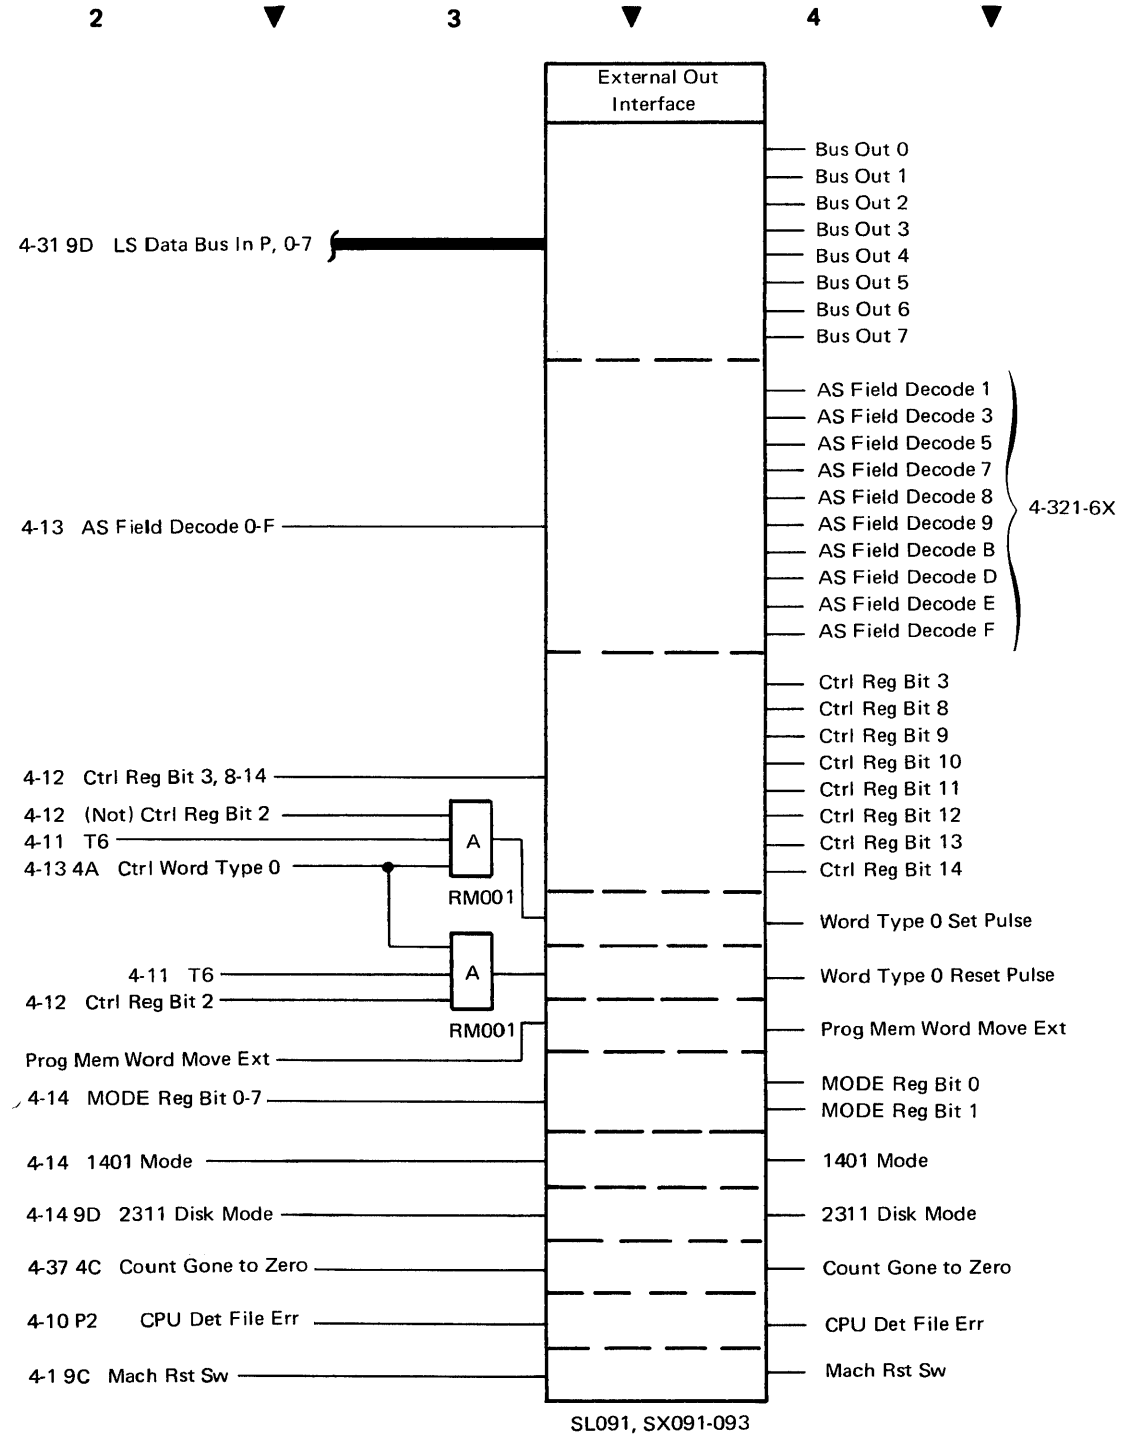 2 3 4
External Out
Interface
4-31 9D LS Data Bus In P, 0-7
Bus Out 0
Bus Out 1
Bus Out 2
Bus Out 3
Bus Out 4
Bus Out 5
Bus Out 6
Bus Out 7
4-13 AS Field Decode 0-F
AS Field Decode 1
AS Field Decode 3
AS Field Decode 5
AS Field Decode 7
AS Field Decode 8
AS Field Decode 9
AS Field Decode B
AS Field Decode D
AS Field Decode E
AS Field Decode F
4-321-6X
4-12 Ctrl Reg Bit 3, 8-14
Ctrl Reg Bit 3
Ctrl Reg Bit 8
Ctrl Reg Bit 9
Ctrl Reg Bit 10
Ctrl Reg Bit 11
Ctrl Reg Bit 12
Ctrl Reg Bit 13
Ctrl Reg Bit 14
4-12 (Not) Ctrl Reg Bit 2
4-11 T6
4-13 4A Ctrl Word Type 0
A
RM001
Word Type 0 Set Pulse
4-11 T6
4-12 Ctrl Reg Bit 2
A
RM001
Word Type 0 Reset Pulse
Prog Mem Word Move Ext
Prog Mem Word Move Ext
4-14 MODE Reg Bit 0-7
MODE Reg Bit 0
MODE Reg Bit 1
4-14 1401 Mode
1401 Mode
4-14 9D 2311 Disk Mode
2311 Disk Mode
4-37 4C Count Gone to Zero
Count Gone to Zero
4-10 P2 CPU Det File Err
CPU Det File Err
4-1 9C Mach Rst Sw
Mach Rst Sw
SL091, SX091-093